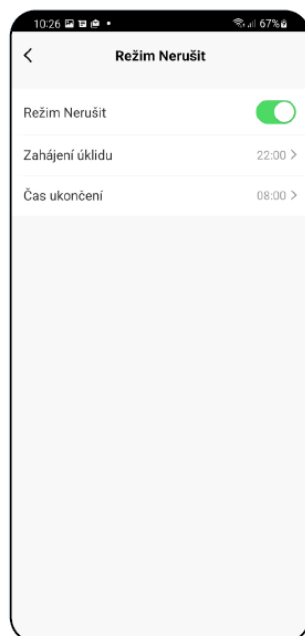 10:26 67%
Režim Nerušit
Režim Nerušit
Zahájení úklidu 22:00
Čas ukončení 08:00